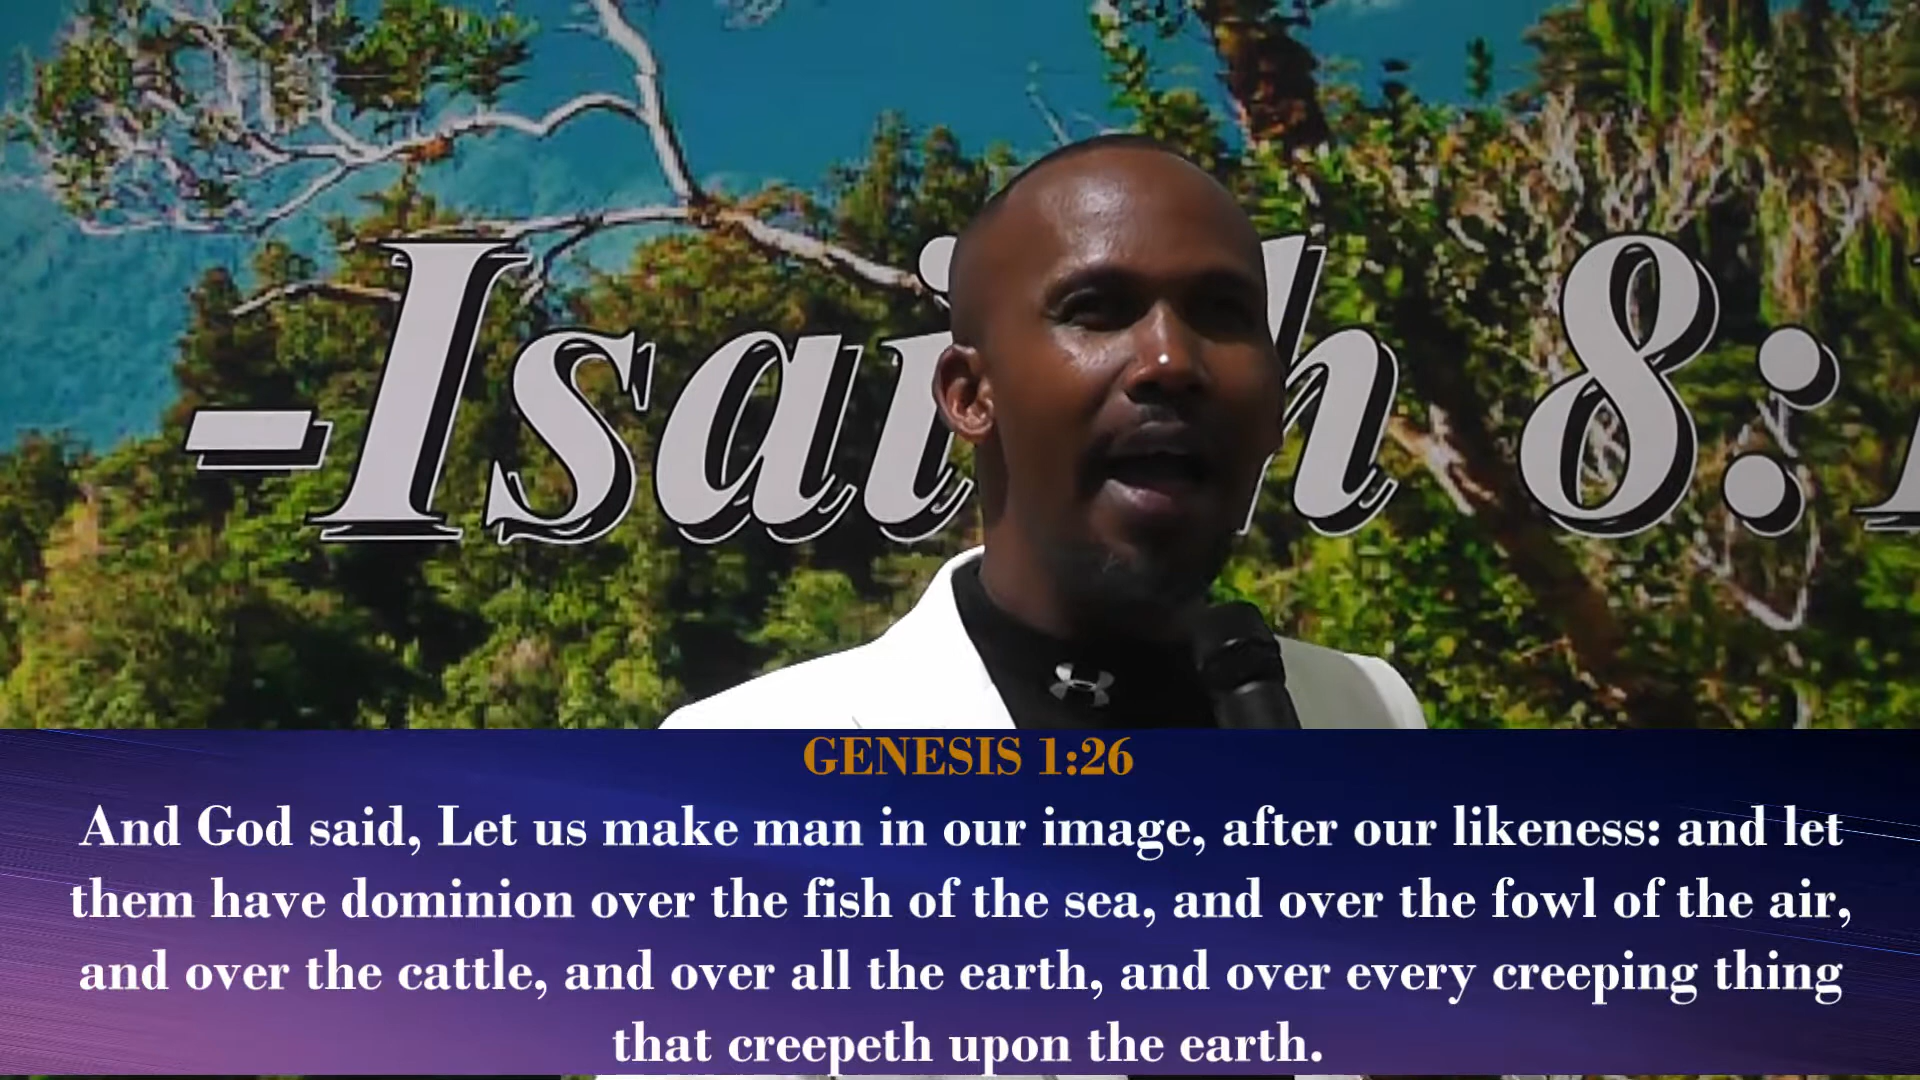 -Isaiah 8:
GENESIS 1:26
And God said, Let us make man in our image, after our likeness: and let
them have dominion over the fish of the sea, and over the fowl of the air,
and over the cattle, and over all the earth, and over every creeping thing
that creepeth upon the earth.